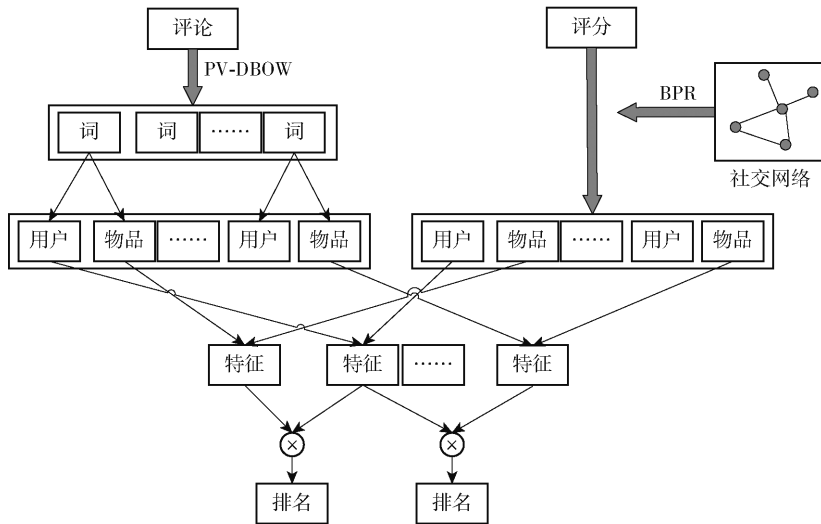 评论
评分
PV-DBOW
BPR
词 词 …… 词
社交网络
用户 物品 …… 用户 物品
用户 物品 …… 用户 物品
特征 特征 …… 特征
× ×
排名 排名